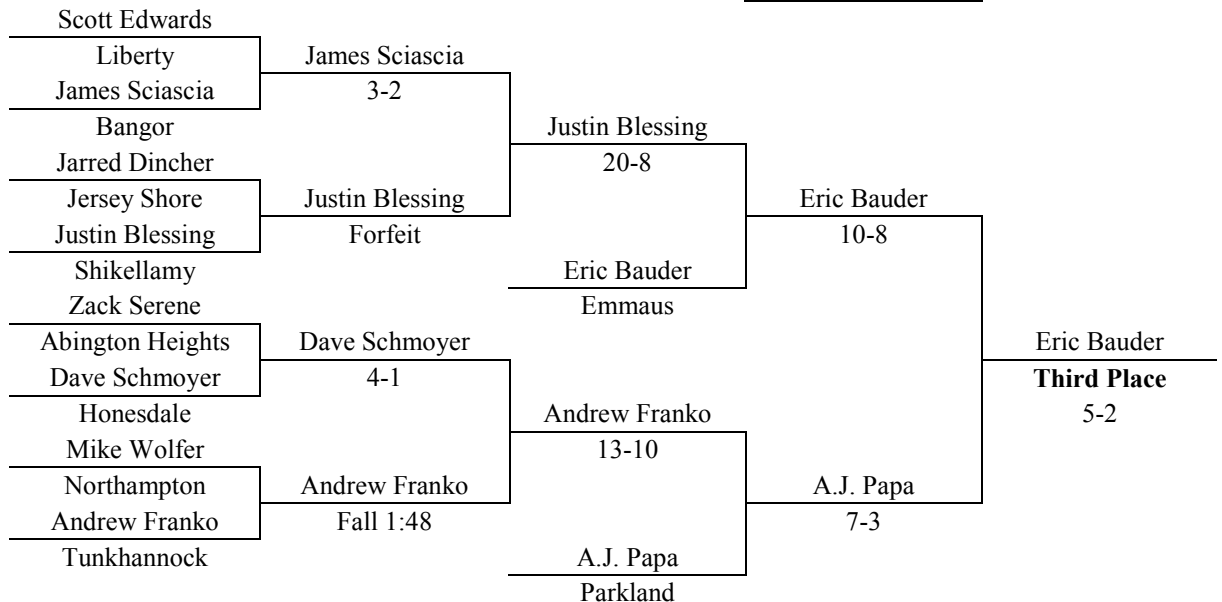 Scott Edwards
Liberty
James Sciascia
Bangor
Jarred Dincher
Jersey Shore
Justin Blessing
Shikellamy
Zack Serene
Abington Heights
Dave Schmoyer
Honesdale
Mike Wolfer
Northampton
Andrew Franko
Tunkhannock
James Sciascia
3-2
Justin Blessing
Forfeit
Dave Schmoyer
4-1
Andrew Franko
Fall 1:48
Justin Blessing
20-8
Eric Bauder
Emmaus
Andrew Franko
13-10
A.J. Papa
Parkland
Eric Bauder
10-8
A.J. Papa
7-3
Eric Bauder
Third Place
5-2